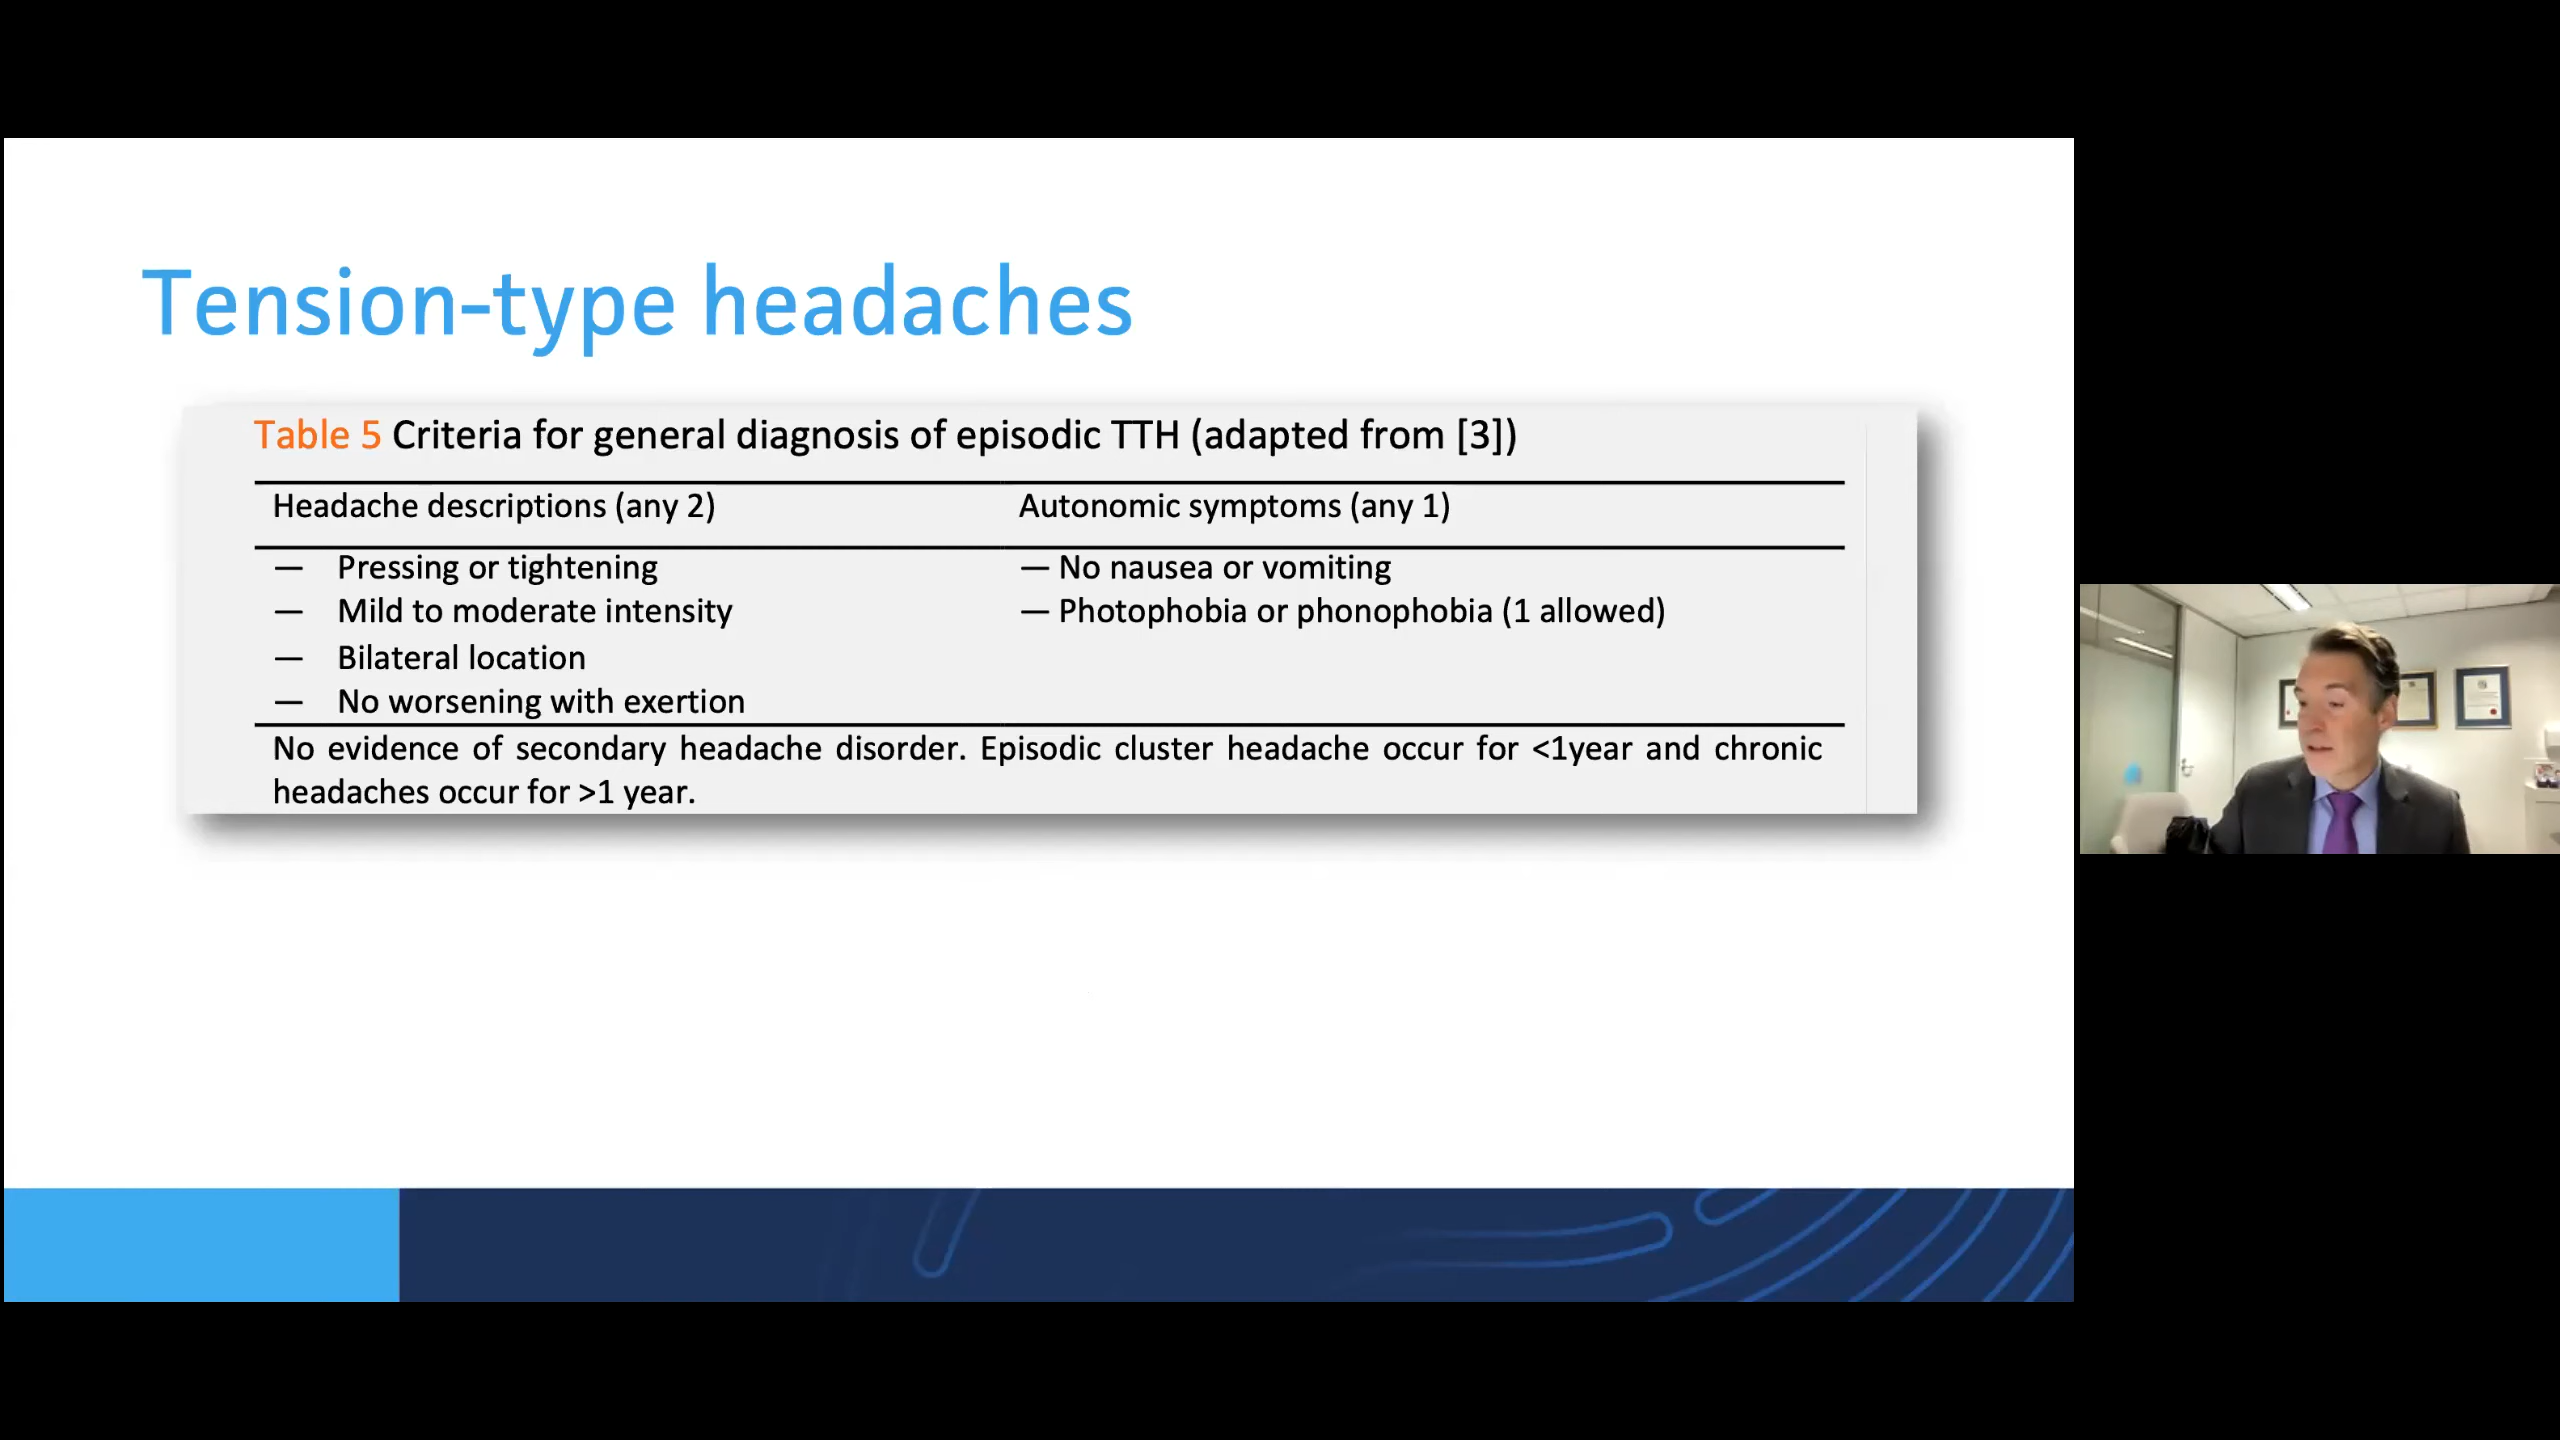 Tension-type headaches
Table 5 Criteria for general diagnosis of episodic TTH (adapted from [3])
Headache descriptions (any 2)
Autonomic symptoms (any 1)
— Pressing or tightening
— Mild to moderate intensity
— Bilateral location
— No worsening with exertion
— No nausea or vomiting
— Photophobia or phonophobia (1 allowed)
No evidence of secondary headache disorder. Episodic cluster headache occur for <1year and chronic
headaches occur for >1 year.